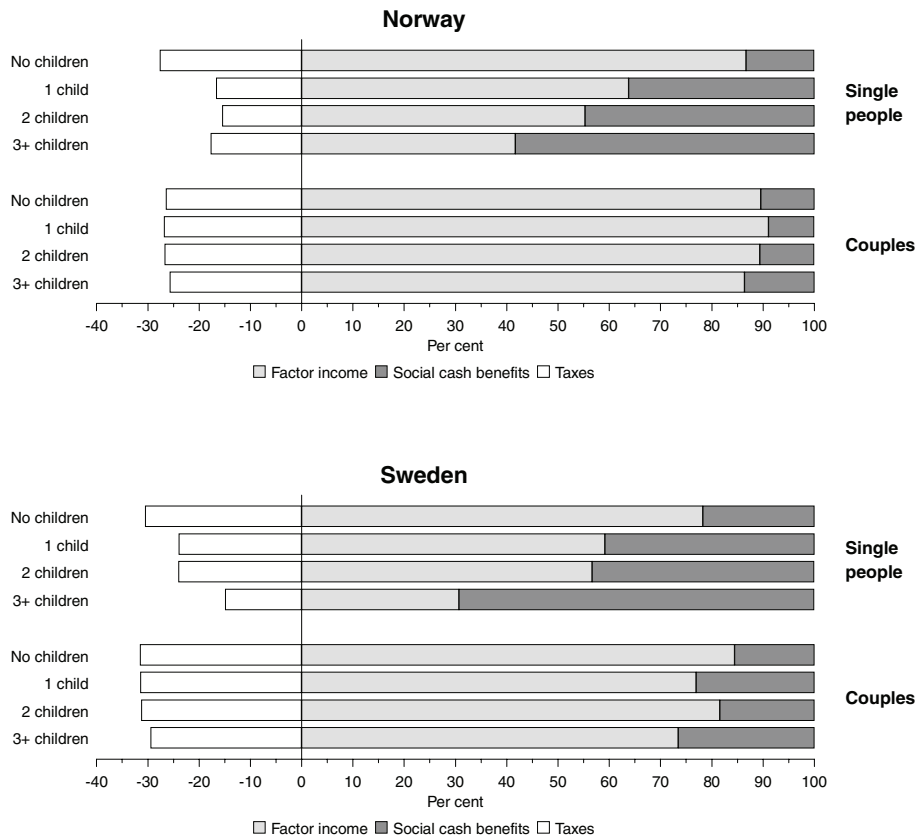 Norway
No children
1 child
2 children
3+ children
Single
people
No children
1 child
2 children
3+ children
Couples
-40 -30 -20 -10 0 10 20 30 40 50 60 70 80 90 100
Per cent
Factor income Social cash benefits Taxes
Sweden
No children
1 child
2 children
3+ children
Single
people
No children
1 child
2 children
3+ children
Couples
-40 -30 -20 -10 0 10 20 30 40 50 60 70 80 90 100
Per cent
Factor income Social cash benefits Taxes